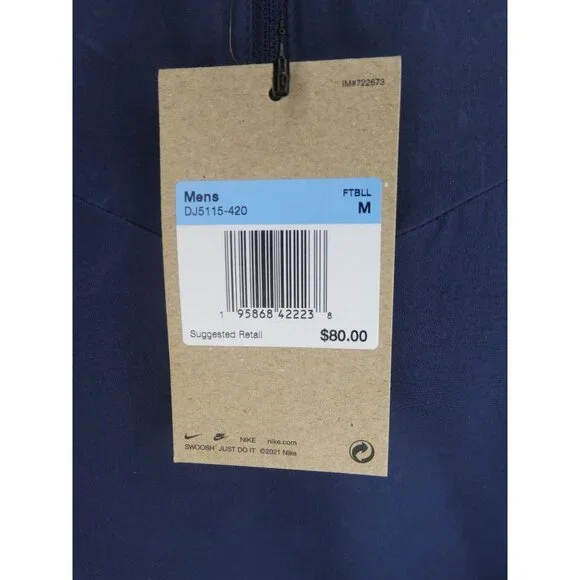 IM#722673
Mens FTBLL
DJ5115-420 M
1 95868 42223 8
Suggested Retail $80.00
NIKE nike.com
SWOOSH JUST DO IT ©2021 Nike